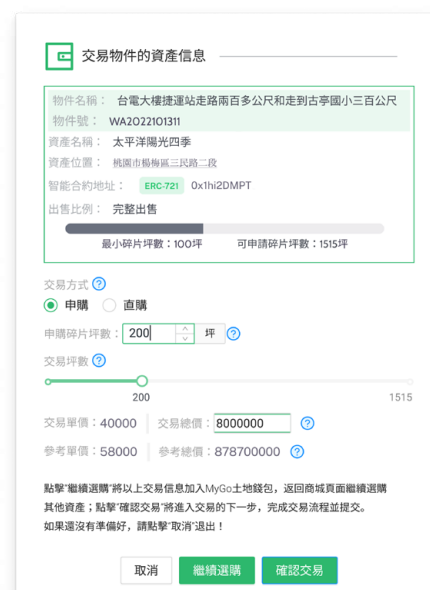 交易物件的資產信息
物件名稱： 台電大樓捷運站走路兩百多公尺和走到古亭國小三百公尺
物件號： WA2022101311
資產名稱： 太平洋陽光四季
資產位置： 桃園市楊梅區三民路二段
智能合約地址： ERC-721 0x1hi2DMPT
出售比例： 完整出售
最小碎片坪數：100坪 可申請碎片坪數：1515坪
交易方式 ?
申購 直購
申購碎片坪數： 200 坪 ?
交易坪數 ?
200 1515
交易單價：40000 交易總價： 8000000 ?
參考單價：58000 參考總價：878700000 ?
點擊"繼續選購"將以上交易信息加入MyGo土地錢包，返回商城頁面繼續選購
其他資產；點擊"確認交易"將進入交易的下一步，完成交易流程並提交。
如果還沒有準備好，請點擊"取消"退出！
取消 繼續選購 確認交易